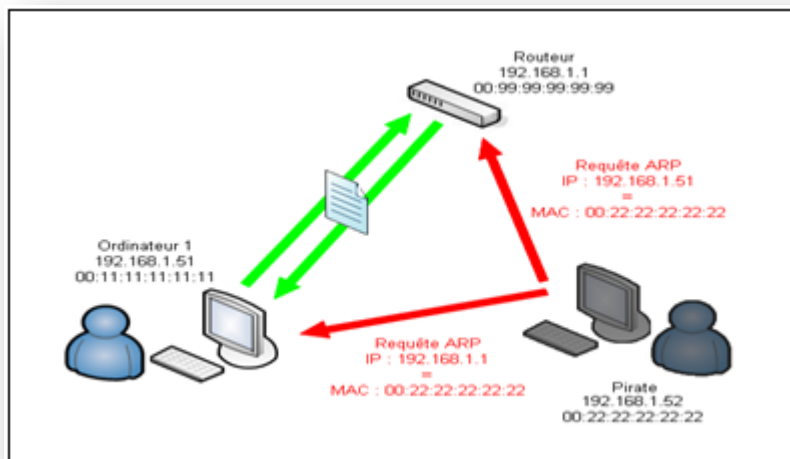 Routeur
192.168.1.1
00:99:99:99:99:99
Requête ARP
IP : 192.168.1.51
=
MAC : 00:22:22:22:22:22
Ordinateur 1
192.168.1.51
00:11:11:11:11:11
Requête ARP
IP : 192.168.1.1
=
MAC : 00:22:22:22:22:22
Pirate
192.168.1.52
00:22:22:22:22:22